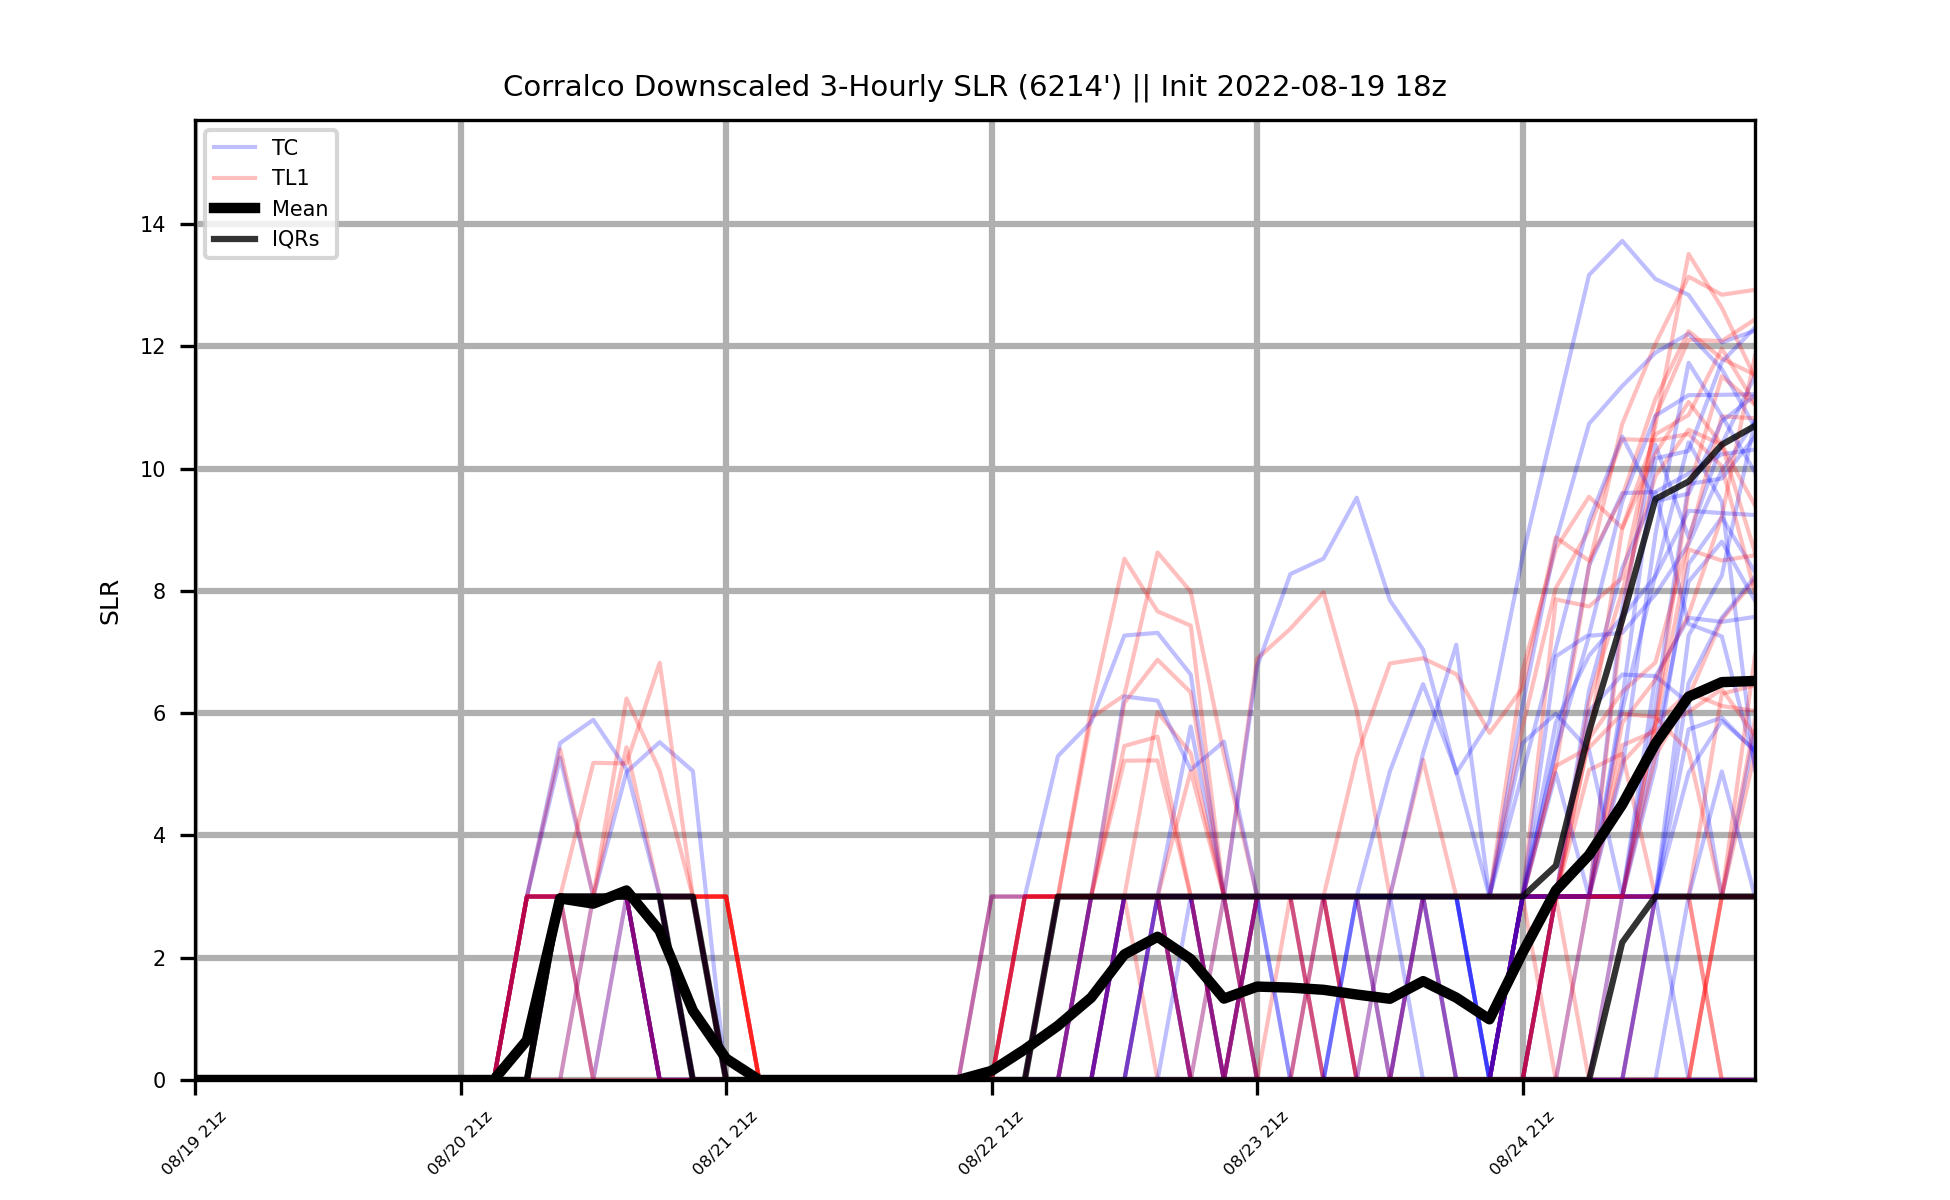 Corralco Downscaled 3-Hourly SLR (6214') || Init 2022-08-19 18z
TC
TL1
Mean
IQRs
14
12
10
8
6
4
2
0
SLR
08/19 21z
08/20 21z
08/21 21z
08/22 21z
08/23 21z
08/24 21z